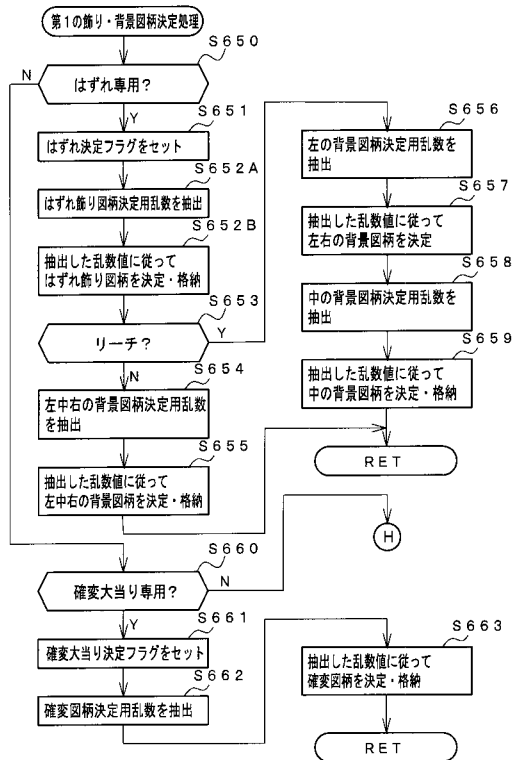 第1の飾り・背景図柄決定処理
S650
はずれ専用?
N
Y
S651
はずれ決定フラグをセット
S652A
はずれ飾り図柄決定用乱数を抽出
S652B
抽出した乱数値に従って
はずれ飾り図柄を決定・格納
S653
リーチ?
Y
N
S654
左中右の背景図柄決定用乱数
を抽出
S655
抽出した乱数値に従って
左中右の背景図柄を決定・格納
S656
左の背景図柄決定用乱数を
抽出
S657
抽出した乱数値に従って
左右の背景図柄を決定
S658
中の背景図柄決定用乱数を
抽出
S659
抽出した乱数値に従って
中の背景図柄を決定・格納
RET
S660
確変大当り専用?
N
H
Y
S661
確変大当り決定フラグをセット
S662
確変図柄決定用乱数を抽出
S663
抽出した乱数値に従って
確変図柄を決定・格納
RET